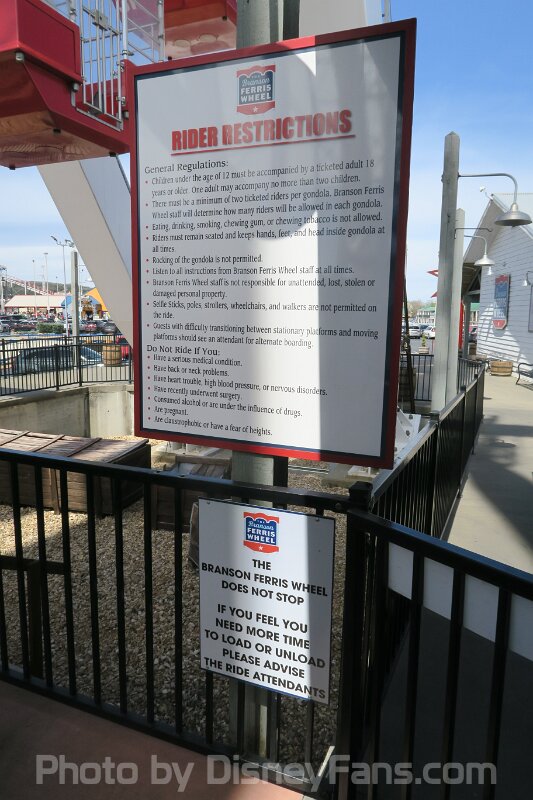 THE
Branson
FERRIS
WHEEL
RIDER RESTRICTIONS
General Regulations:
• Children under the age of 12 must be accompanied by a ticketed adult 18
years or older. One adult may accompany no more than two children.
• There must be a minimum of two ticketed riders per gondola. Branson Ferris
Wheel staff will determine how many riders will be allowed in each gondola.
• Eating, drinking, smoking, chewing gum, or chewing tobacco is not allowed.
• Riders must remain seated and keeps hands, feet, and head inside gondola at
all times.
• Rocking of the gondola is not permitted.
• Listen to all instructions from Branson Ferris Wheel staff at all times.
• Branson Ferris Wheel staff is not responsible for unattended, lost, stolen or
damaged personal property.
• Selfie Sticks, poles, strollers, wheelchairs, and walkers are not permitted on
the ride.
• Guests with difficulty transitioning between stationary platforms and moving
platforms should see an attendant for alternate boarding.
Do Not Ride If You:
• Have a serious medical condition.
• Have back or neck problems.
• Have heart trouble, high blood pressure, or nervous disorders.
• Have recently underwent surgery.
• Consumed alcohol or are under the influence of drugs.
• Are pregnant.
• Are claustrophobic or have a fear of heights.
THE
Branson
FERRIS
WHEEL
THE
BRANSON FERRIS WHEEL
DOES NOT STOP
IF YOU FEEL YOU
NEED MORE TIME
TO LOAD OR UNLOAD
PLEASE ADVISE
THE RIDE ATTENDANTS
Photo by DisneyFans.com